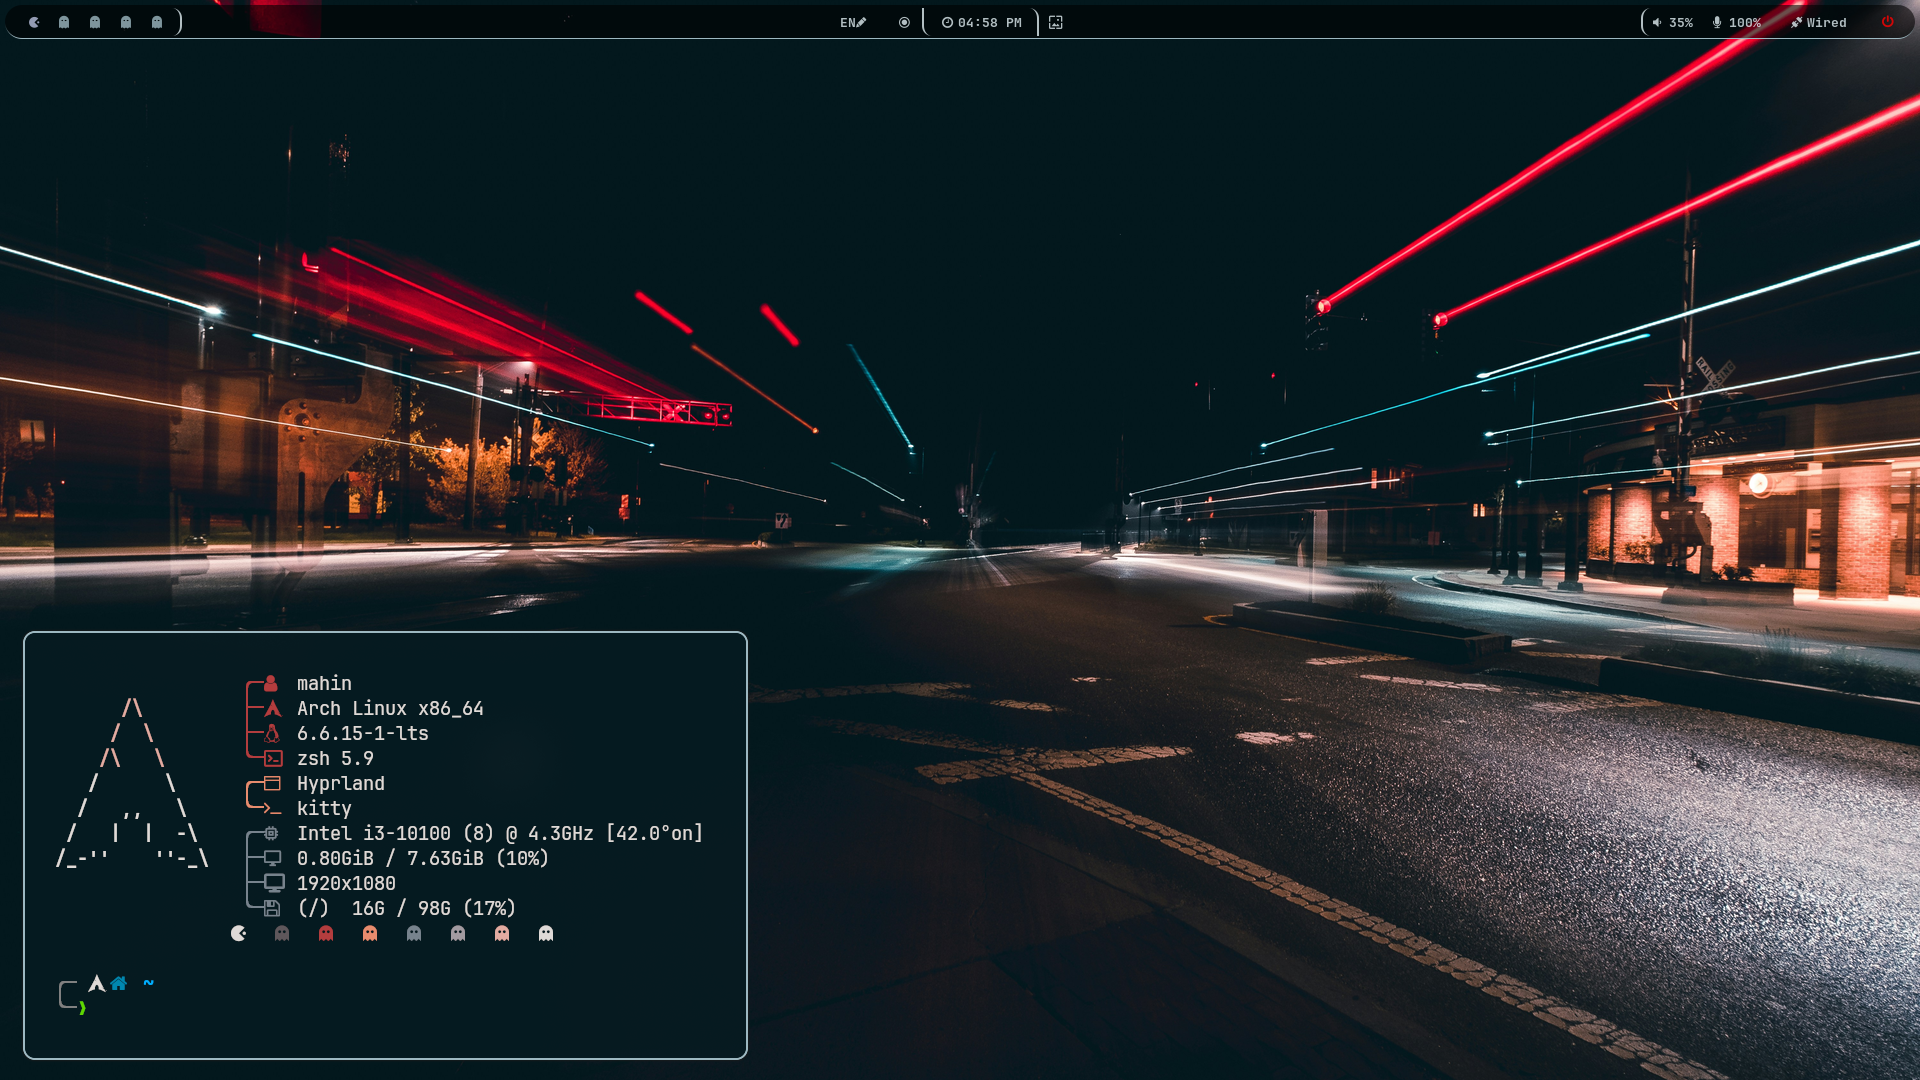 EN
04:58 PM
35%
100%
Wired
mahin
Arch Linux x86_64
6.6.15-1-lts
zsh 5.9
Hyprland
kitty
Intel i3-10100 (8) @ 4.3GHz [42.0°on]
0.80GiB / 7.63GiB (10%)
1920x1080
(/)  16G / 98G (17%)
~